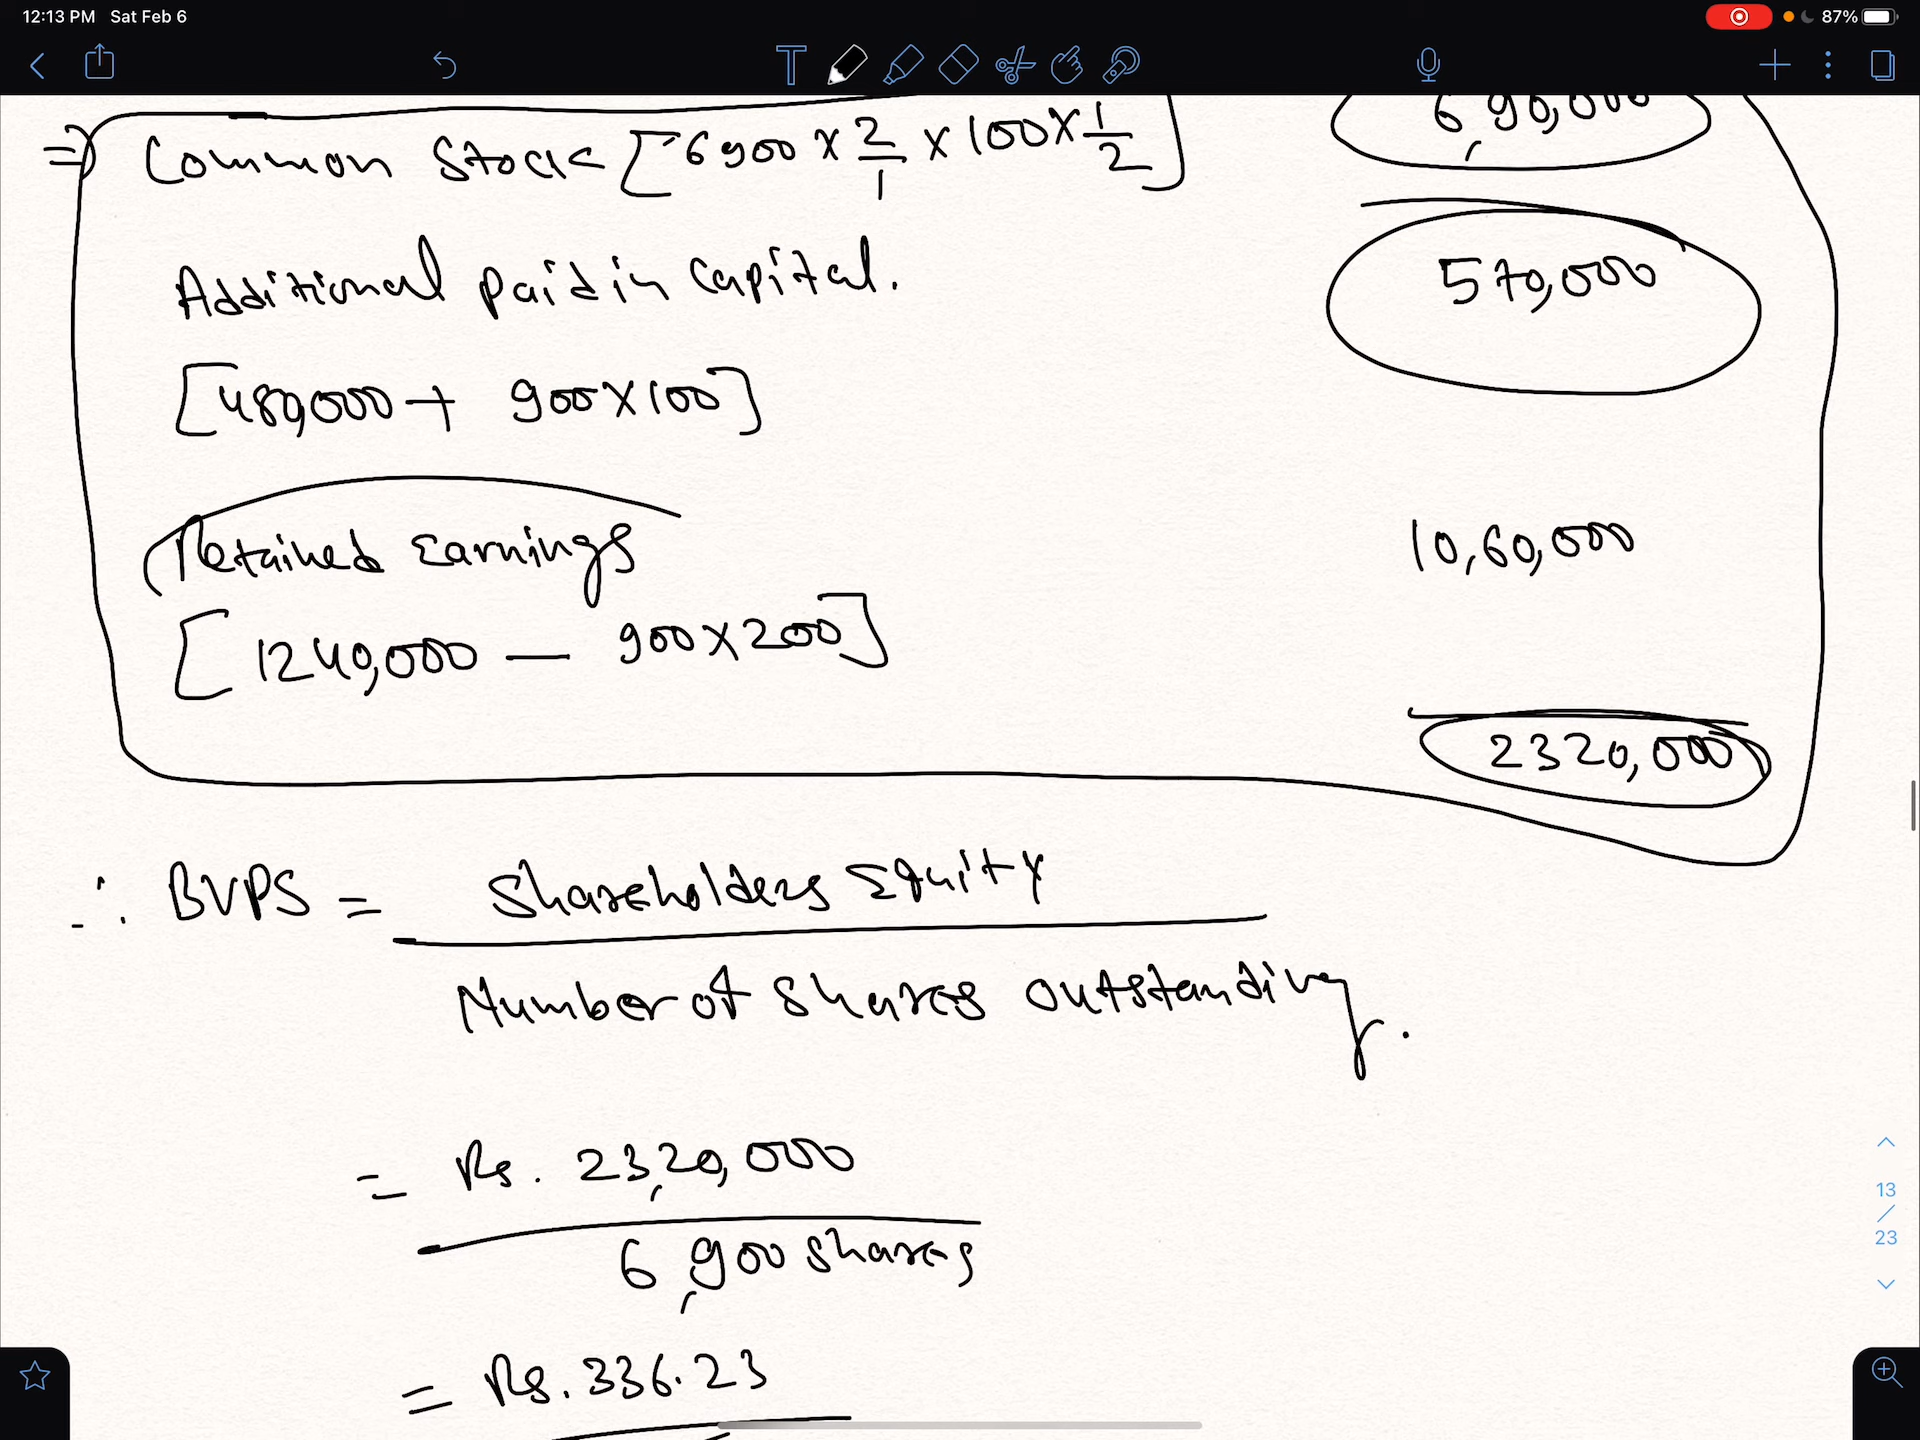 12:13 PM Sat Feb 6 87%
T
=) Common Stock [6900 × 2/1 × 100 × 1/2] 6,90,000
Additional paid in capital. 570,000
[480,000 + 900×100]
Retained Earnings 10,60,000
[1240,000 — 900×200]
2320,000
∴ BVPS = Shareholders Equity
Number of shares outstanding.
= Rs. 23,20,000
6,900 shares
= Rs. 336.23
13
/
23